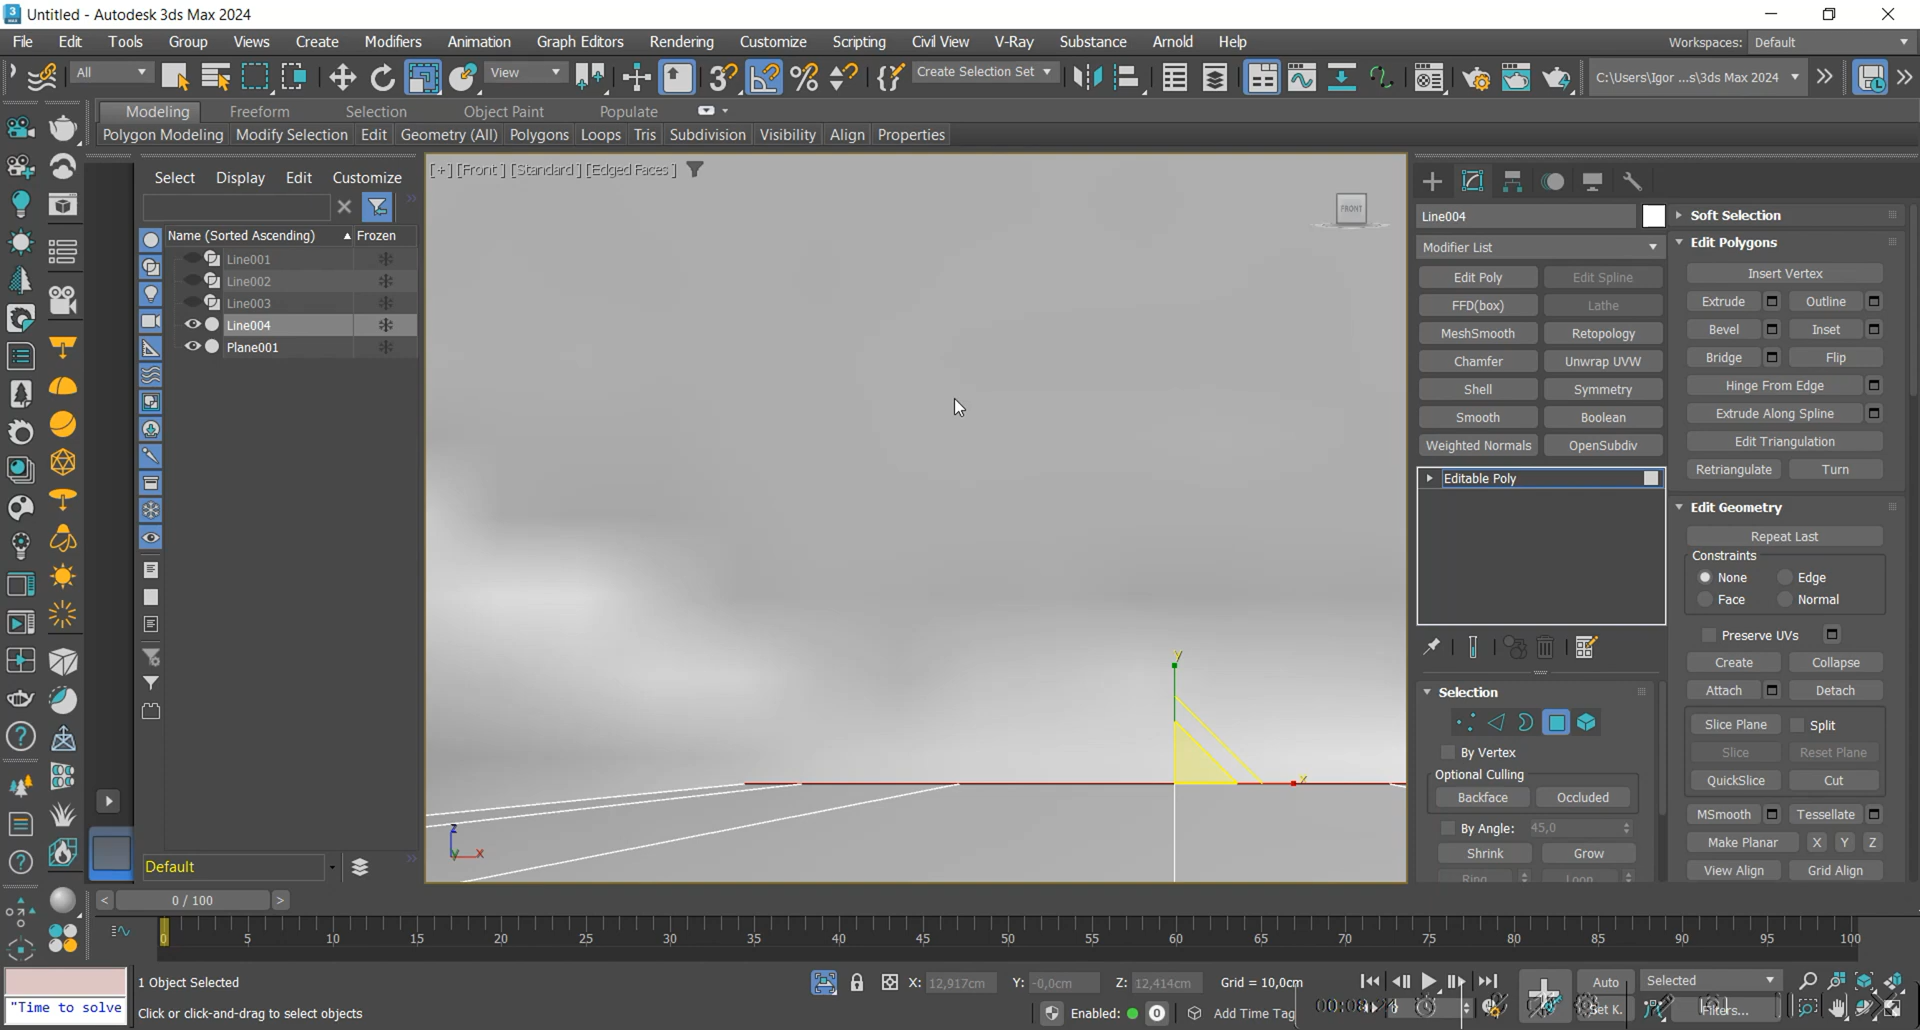 Untitled - Autodesk 3ds Max 2024
File Edit Tools Group Views Create Modifiers Animation Graph Editors Rendering Customize Scripting Civil View V-Ray Substance Arnold Help
Workspaces: Default
All
View
Create Selection Set
C:\Users\Igor ...s\3ds Max 2024
Modeling Freeform Selection Object Paint Populate
Polygon Modeling Modify Selection Edit Geometry (All) Polygons Loops Tris Subdivision Visibility Align Properties
Select Display Edit Customize
Name (Sorted Ascending) Frozen
Line001
Line002
Line003
Line004
Plane001
Default
[+] [Front ] [Standard ] [Edged Faces ]
FRONT
y
x
z
y x
Line004
Modifier List
Edit Poly Edit Spline
FFD(box) Lathe
MeshSmooth Retopology
Chamfer Unwrap UVW
Shell Symmetry
Smooth Boolean
Weighted Normals OpenSubdiv
Editable Poly
Selection
By Vertex
Optional Culling
Backface Occluded
By Angle: 45,0
Shrink Grow
Ring Loop
Soft Selection
Edit Polygons
Insert Vertex
Extrude Outline
Bevel Inset
Bridge Flip
Hinge From Edge
Extrude Along Spline
Edit Triangulation
Retriangulate Turn
Edit Geometry
Repeat Last
Constraints
None Edge
Face Normal
Preserve UVs
Create Collapse
Attach Detach
Slice Plane Split
Slice Reset Plane
QuickSlice Cut
MSmooth Tessellate
Make Planar X Y Z
View Align Grid Align
< 0 / 100 >
0 5 10 15 20 25 30 35 40 45 50 55 60 65 70 75 80 85 90 95 100
"Time to solve
1 Object Selected
Click or click-and-drag to select objects
X: 12,917cm Y: -0,0cm Z: 12,414cm Grid = 10,0cm
Enabled: 0 Add Time Tag
Auto Selected
Set K. Filters...